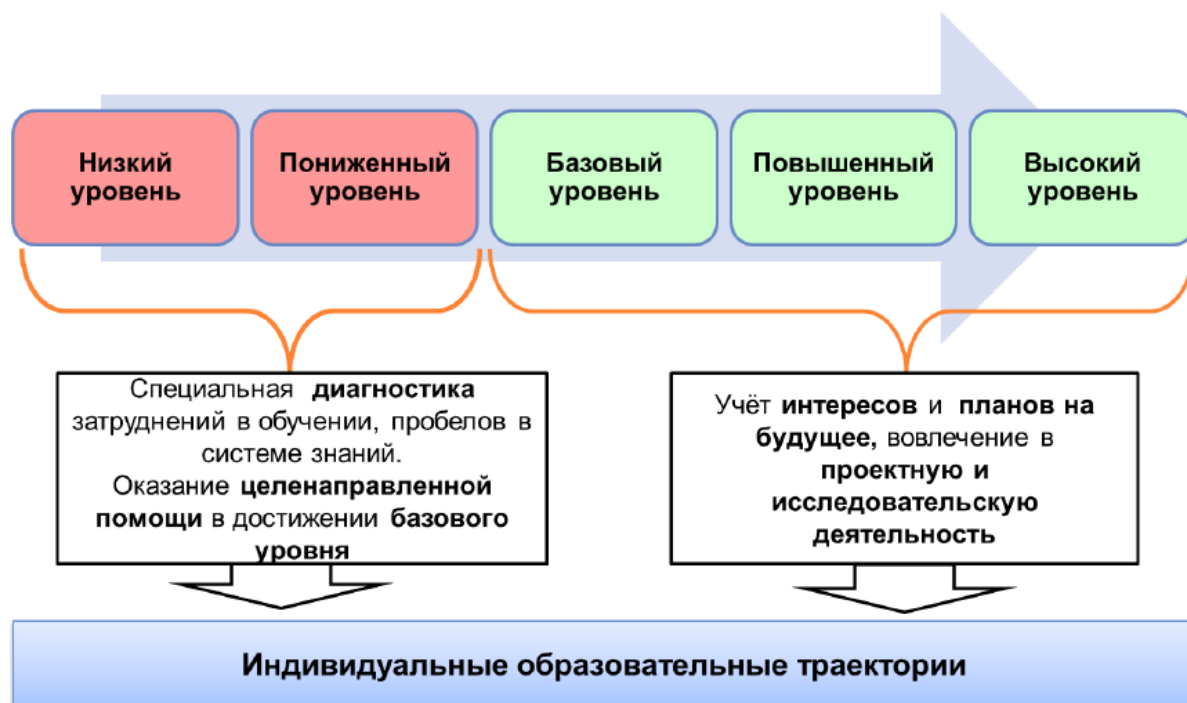 Низкий
уровень
Пониженный
уровень
Базовый
уровень
Повышенный
уровень
Высокий
уровень
Специальная диагностика
затруднений в обучении, пробелов в
системе знаний.
Оказание целенаправленной
помощи в достижении базового
уровня
Учёт интересов и планов на
будущее, вовлечение в
проектную и
исследовательскую
деятельность
Индивидуальные образовательные траектории